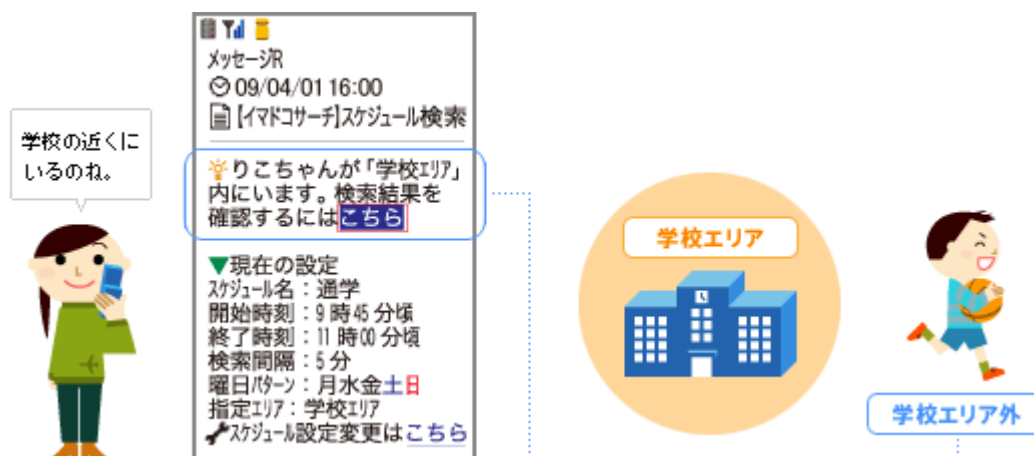 学校の近くに
いるのね。
メッセージR
09/04/01 16:00
【イマドコサーチ】スケジュール検索
りこちゃんが「学校エリア」
内にいます。検索結果を
確認するにはこちら
▼現在の設定
スケジュール名：通学
開始時刻：9時45分頃
終了時刻：11時00分頃
検索間隔：5分
曜日パターン：月水金土日
指定エリア：学校エリア
スケジュール設定変更はこちら
学校エリア
学校エリア外